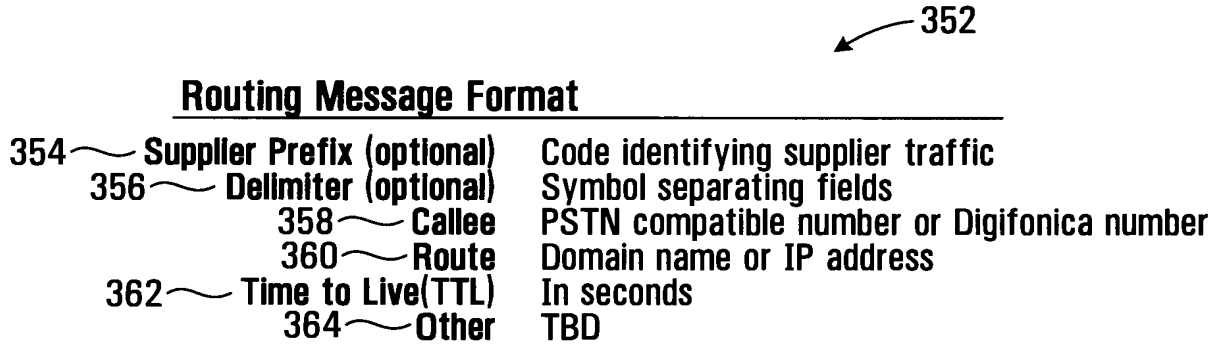 352
Routing Message Format
354 Supplier Prefix (optional) Code identifying supplier traffic
356 Delimiter (optional) Symbol separating fields
358 Callee PSTN compatible number or Digifonica number
360 Route Domain name or IP address
362 Time to Live(TTL) In seconds
364 Other TBD